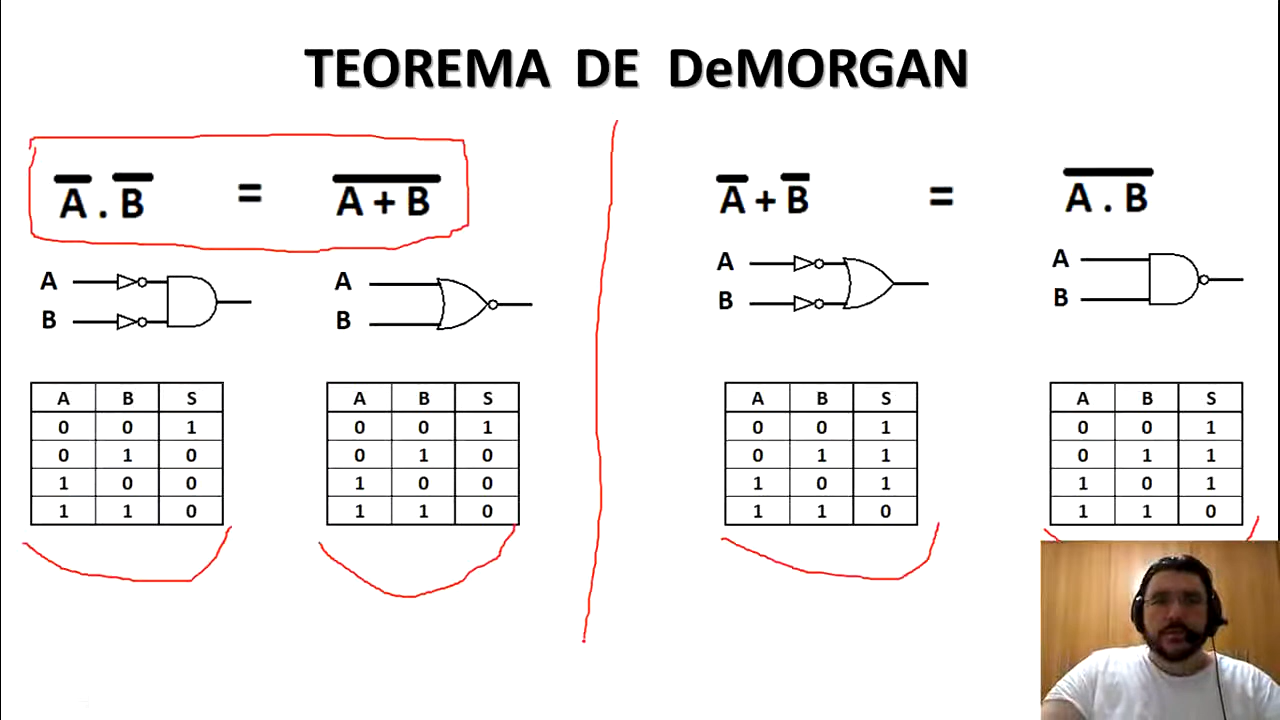 TEOREMA DE DeMORGAN
A̅ . B̅ = A̅ ̅+̅ ̅B̅
A
B
A
B
A B S
0 0 1
0 1 0
1 0 0
1 1 0
A B S
0 0 1
0 1 0
1 0 0
1 1 0
A̅ + B̅ = A̅ ̅.̅ ̅B̅
A
B
A
B
A B S
0 0 1
0 1 1
1 0 1
1 1 0
A B S
0 0 1
0 1 1
1 0 1
1 1 0